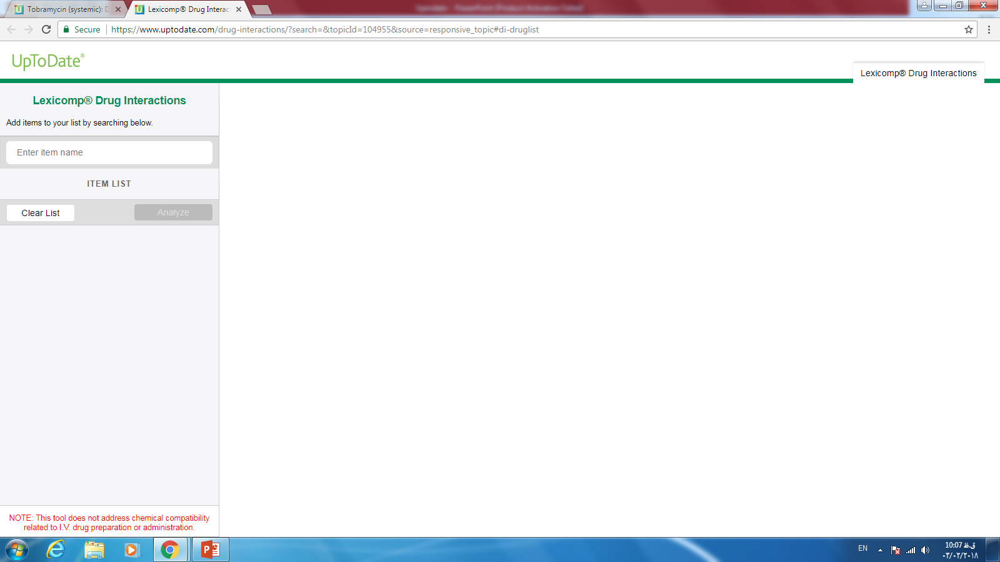 Tobramycin (systemic): D
Lexicomp® Drug Interac
Uptodate - PowerPoint (Product Activation Failed)
Secure
https://www.uptodate.com/drug-interactions/?search=&topicId=104955&source=responsive_topic#di-druglist
UpToDate®
Lexicomp® Drug Interactions
Lexicomp® Drug Interactions
Add items to your list by searching below.
Enter item name
ITEM LIST
Clear List
Analyze
NOTE: This tool does not address chemical compatibility
related to I.V. drug preparation or administration.
EN
10:07 ق.ظ
۰۳/۰۲/۲۰۱۸